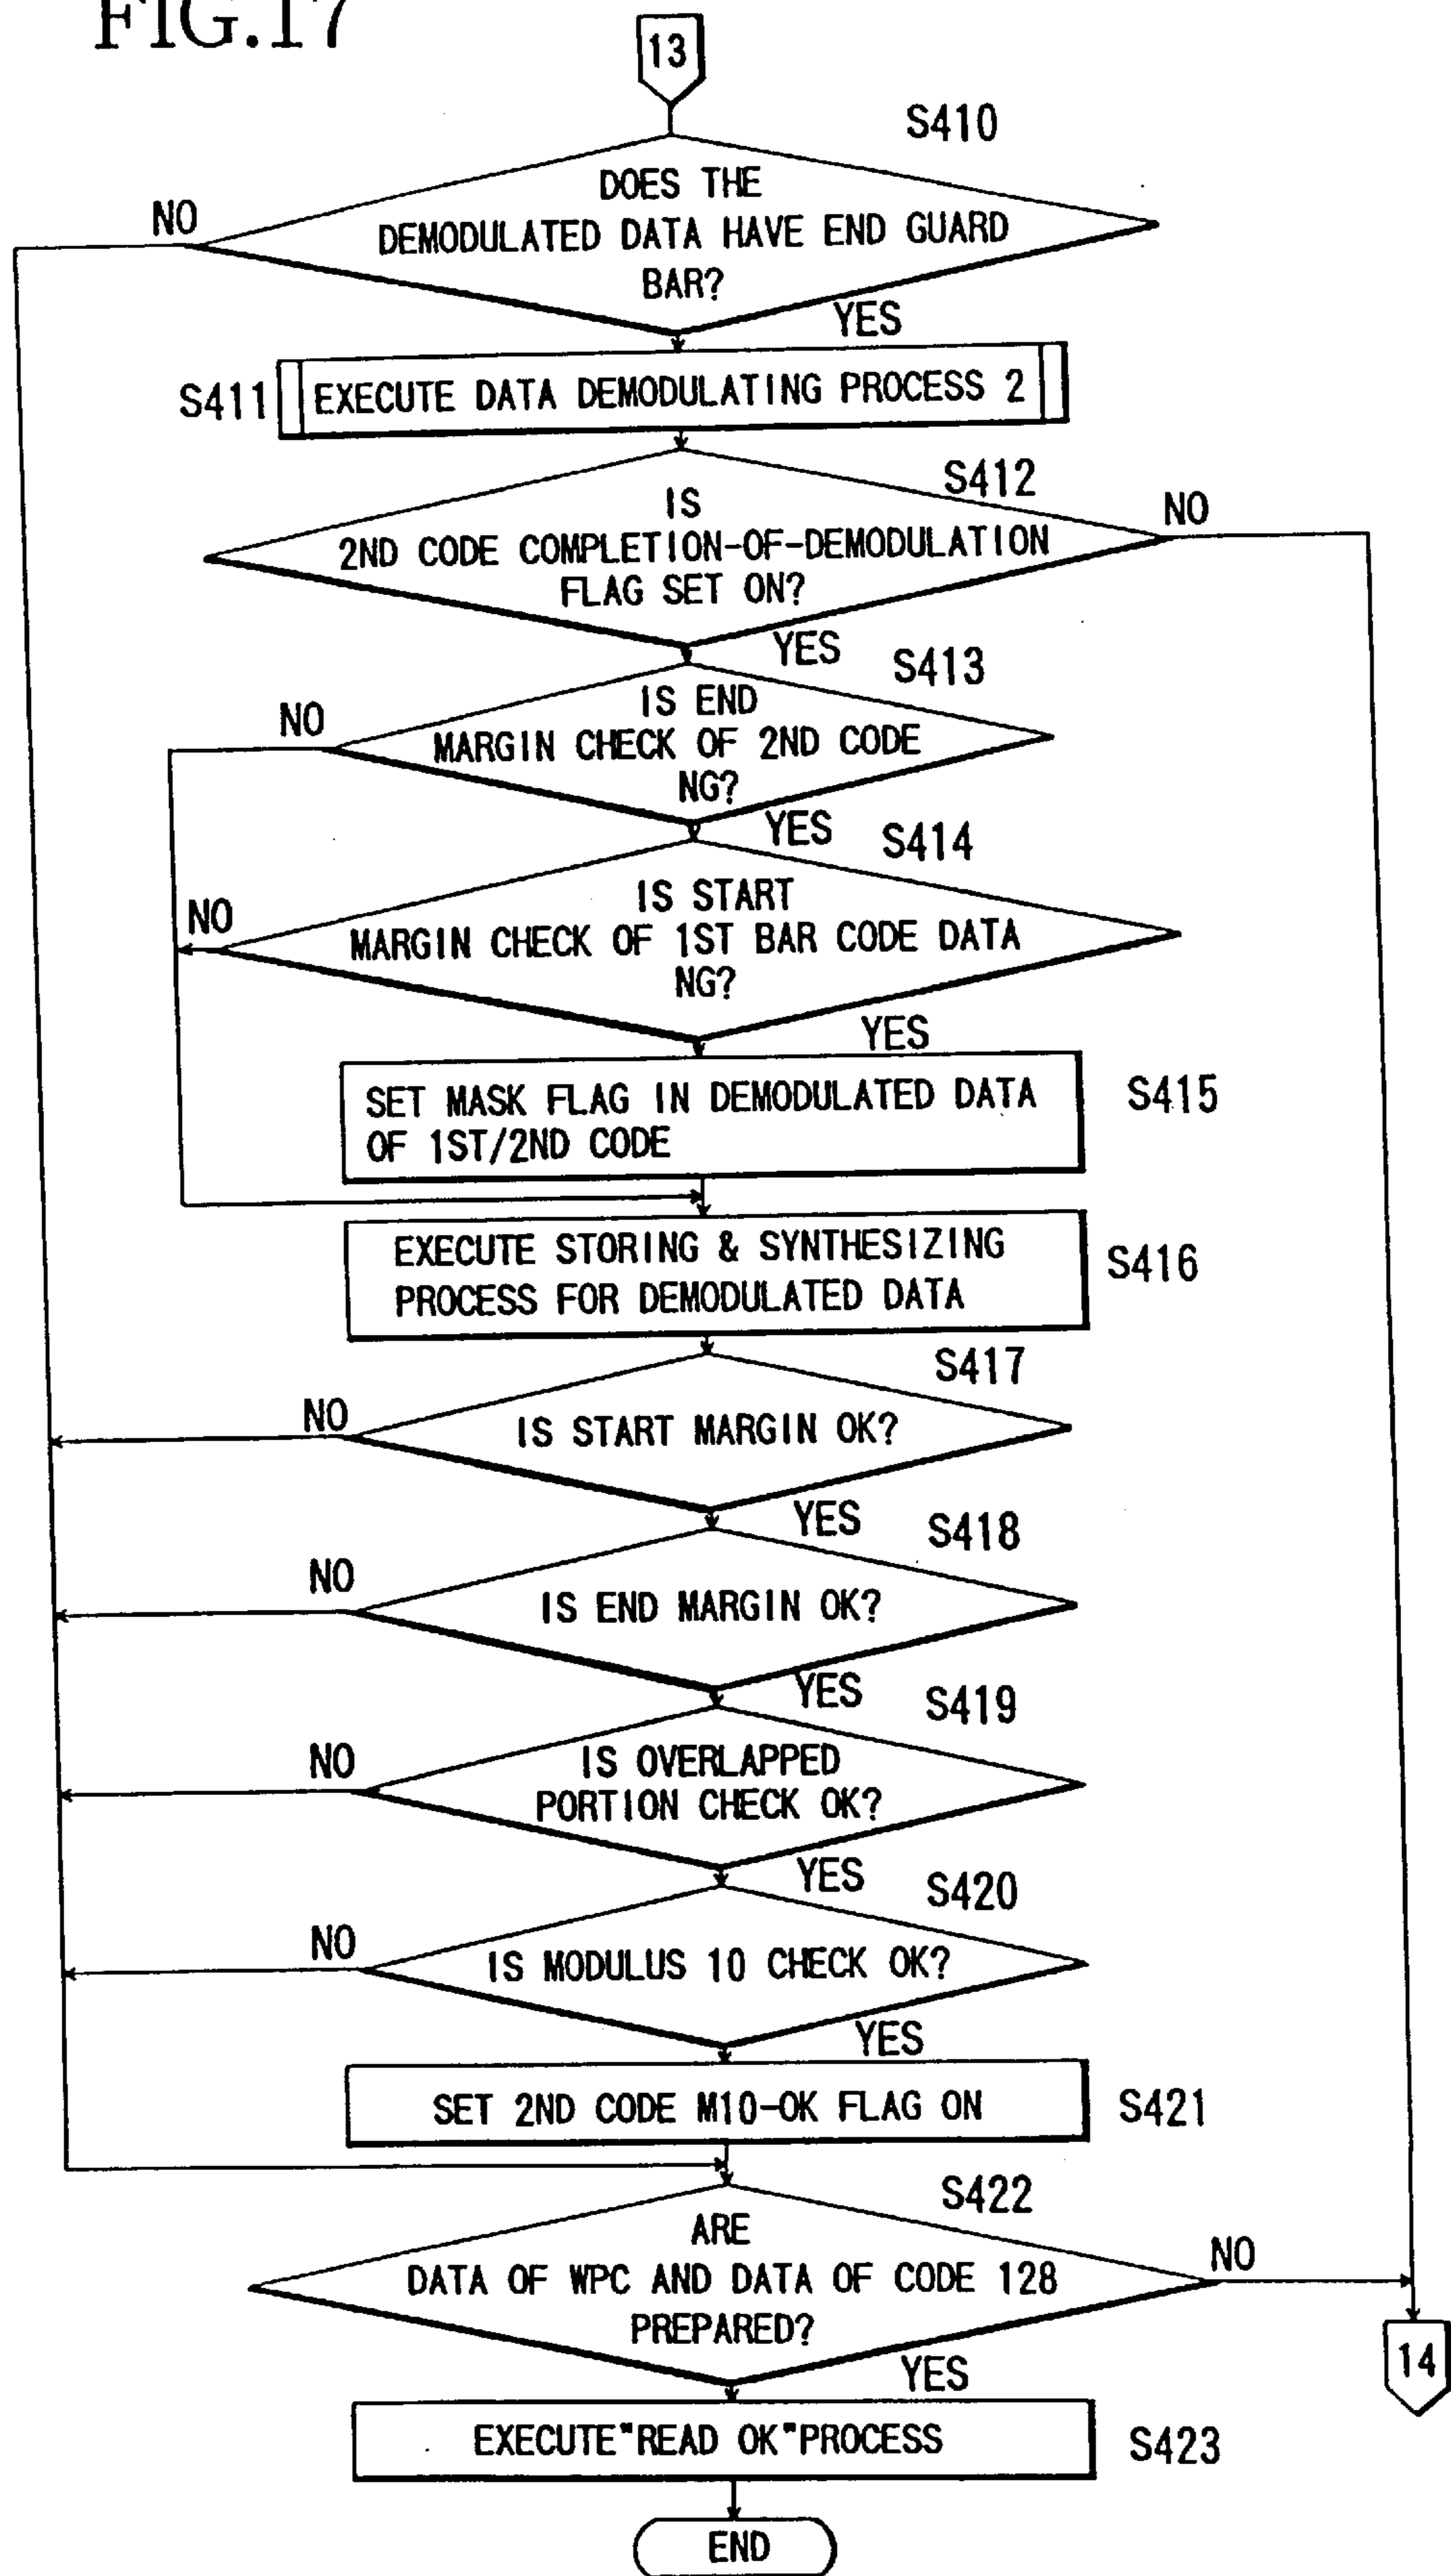 FIG.17
13
S410
DOES THE
NO
DEMODULATED DATA HAVE END GUARD
BAR?
YES
S411
EXECUTE DATA DEMODULATING PROCESS 2
S412
IS
NO
2ND CODE COMPLETION-OF-DEMODULATION
FLAG SET ON?
YES
S413
IS END
NO
MARGIN CHECK OF 2ND CODE
NG?
YES
S414
IS START
NO
MARGIN CHECK OF 1ST BAR CODE DATA
NG?
YES
SET MASK FLAG IN DEMODULATED DATA
S415
OF 1ST/2ND CODE
EXECUTE STORING & SYNTHESIZING
S416
PROCESS FOR DEMODULATED DATA
S417
NO
IS START MARGIN OK?
YES
S418
NO
IS END MARGIN OK?
YES
S419
NO
IS OVERLAPPED
PORTION CHECK OK?
YES
S420
NO
IS MODULUS 10 CHECK OK?
YES
SET 2ND CODE M10-OK FLAG ON
S421
S422
ARE
NO
DATA OF WPC AND DATA OF CODE 128
PREPARED?
14
YES
EXECUTE"READ OK"PROCESS
S423
END